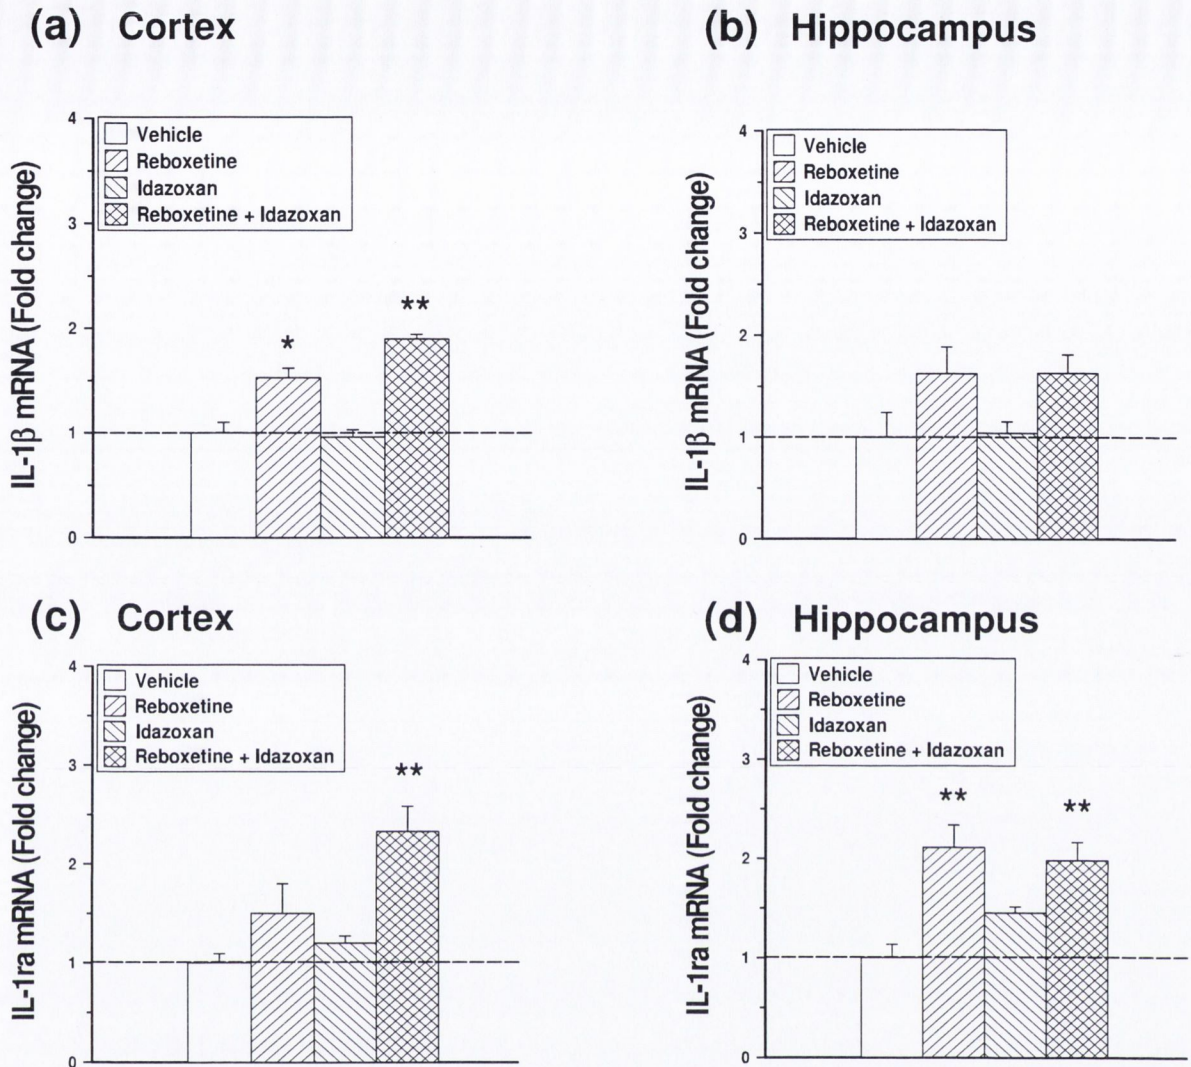 (a) Cortex
4
3
2
1
0
IL-1β mRNA (Fold change)
Vehicle
Reboxetine
Idazoxan
Reboxetine + Idazoxan
*
**
(b) Hippocampus
4
3
2
1
0
IL-1β mRNA (Fold change)
Vehicle
Reboxetine
Idazoxan
Reboxetine + Idazoxan
(c) Cortex
4
3
2
1
0
IL-1ra mRNA (Fold change)
Vehicle
Reboxetine
Idazoxan
Reboxetine + Idazoxan
**
(d) Hippocampus
4
3
2
1
0
IL-1ra mRNA (Fold change)
Vehicle
Reboxetine
Idazoxan
Reboxetine + Idazoxan
**
**